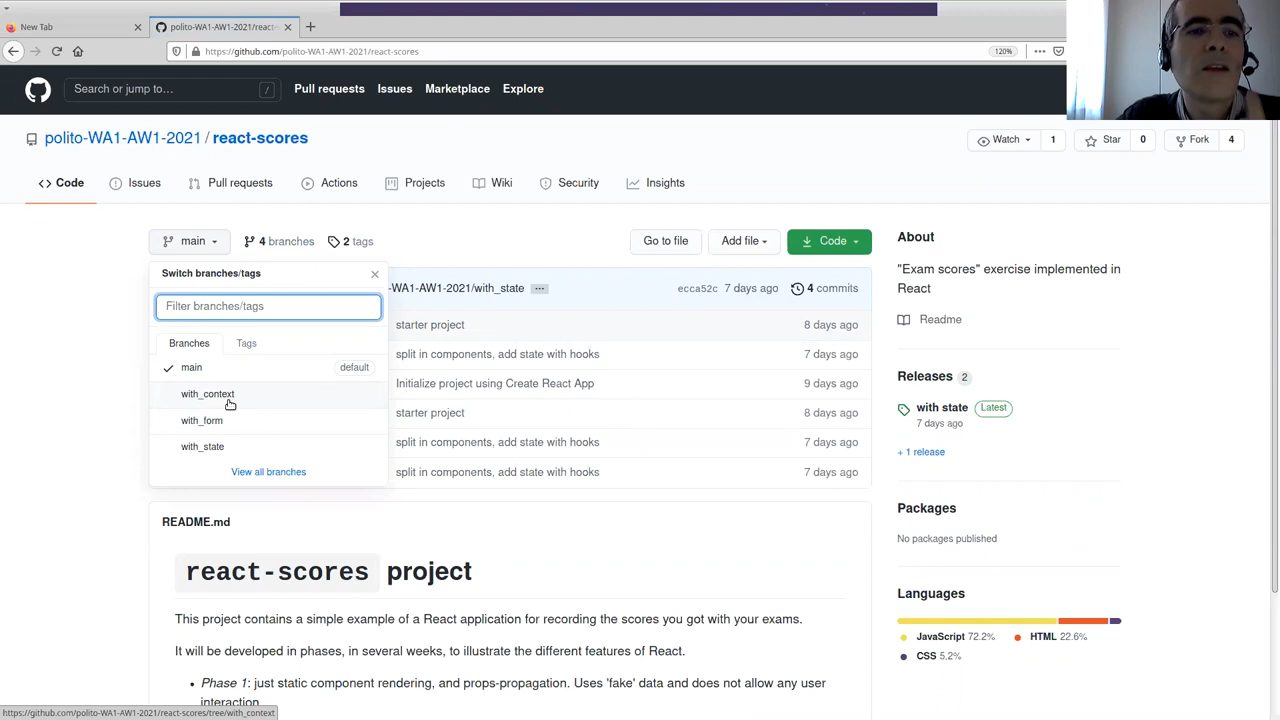 New Tab
polito-WA1-AW1-2021/react-
https://github.com/polito-WA1-AW1-2021/react-scores
120%
Search or jump to…
/
Pull requests
Issues
Marketplace
Explore
polito-WA1-AW1-2021 / react-scores
Watch
1
Star
0
Fork
4
Code
Issues
Pull requests
Actions
Projects
Wiki
Security
Insights
main
4 branches
2 tags
Go to file
Add file
Code
Switch branches/tags
Filter branches/tags
Branches
Tags
main
default
with_context
with_form
with_state
View all branches
-WA1-AW1-2021/with_state
ecca52c 7 days ago
4 commits
starter project
8 days ago
split in components, add state with hooks
7 days ago
Initialize project using Create React App
9 days ago
starter project
8 days ago
split in components, add state with hooks
7 days ago
split in components, add state with hooks
7 days ago
README.md
react-scores project
This project contains a simple example of a React application for recording the scores you got with your exams.
It will be developed in phases, in several weeks, to illustrate the different features of React.
• Phase 1: just static component rendering, and props-propagation. Uses 'fake' data and does not allow any user
interaction
About
"Exam scores" exercise implemented in
React
Readme
Releases 2
with state Latest
7 days ago
+ 1 release
Packages
No packages published
Languages
JavaScript 72.2%
HTML 22.6%
CSS 5.2%
https://github.com/polito-WA1-AW1-2021/react-scores/tree/with_context